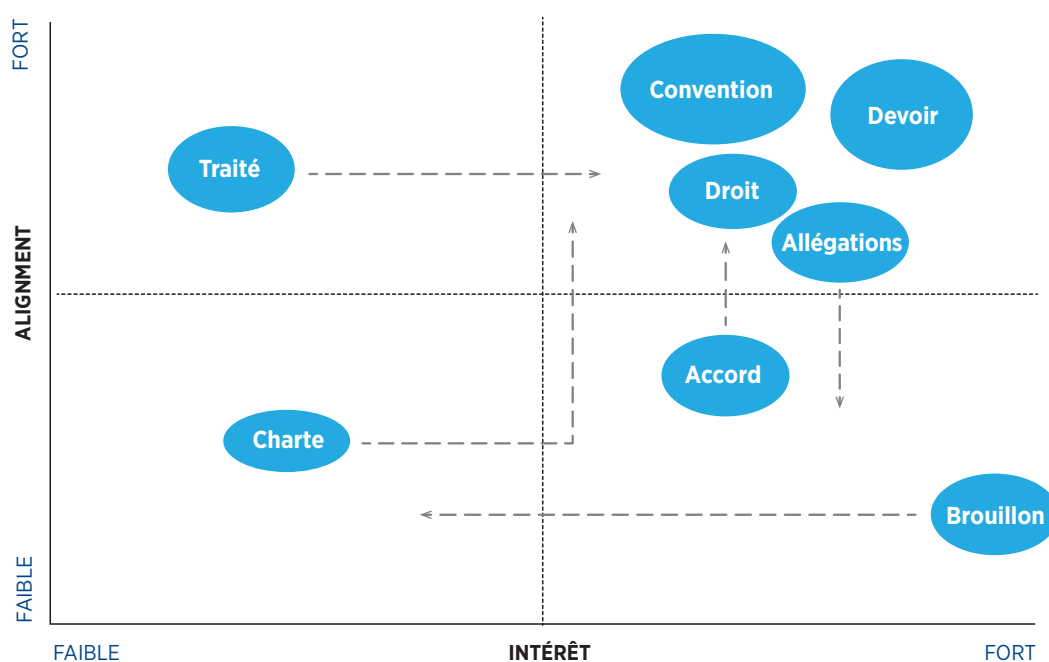 FORT
Convention
Devoir
Traité
Droit
Allégations
ALIGNMENT
Accord
Charte
Brouillon
FAIBLE
FAIBLE
INTÉRÊT
FORT